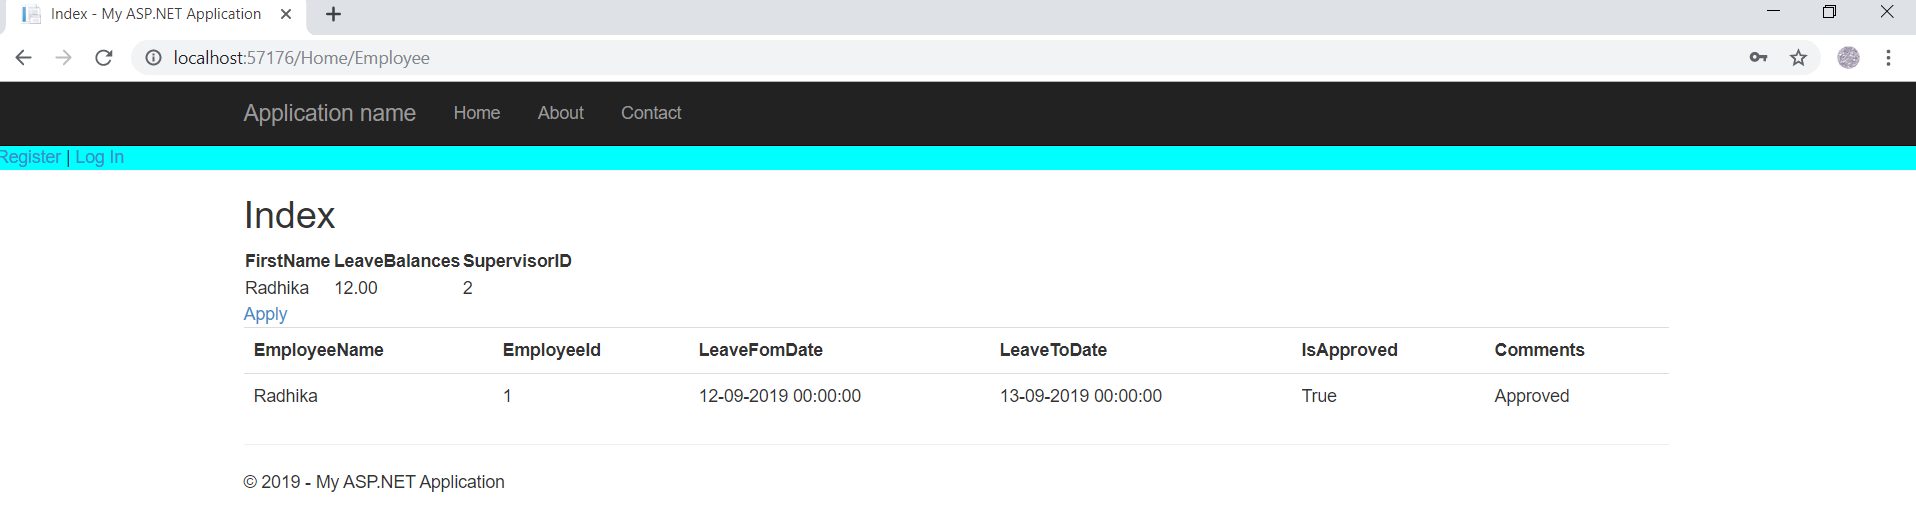 Index - My ASP.NET Application
localhost:57176/Home/Employee
Application name Home About Contact
Register | Log In
Index
FirstName LeaveBalances SupervisorID
Radhika 12.00 2
Apply
EmployeeName EmployeeId LeaveFomDate LeaveToDate IsApproved Comments
Radhika 1 12-09-2019 00:00:00 13-09-2019 00:00:00 True Approved
© 2019 - My ASP.NET Application